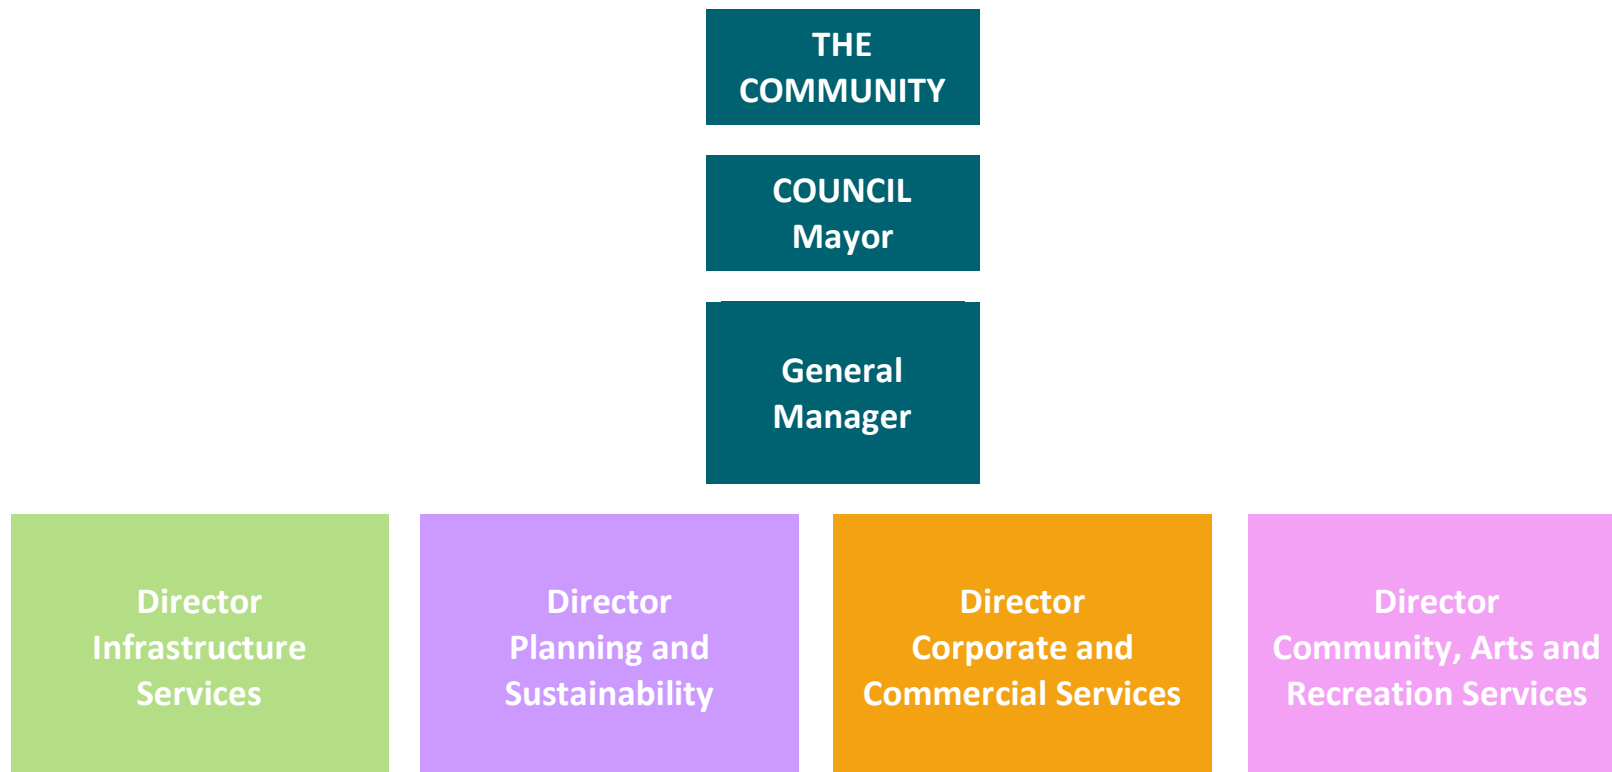 THE
COMMUNITY
COUNCIL
Mayor
General
Manager
Director
Infrastructure
Services
Director
Planning and
Sustainability
Director
Corporate and
Commercial Services
Director
Community, Arts and
Recreation Services